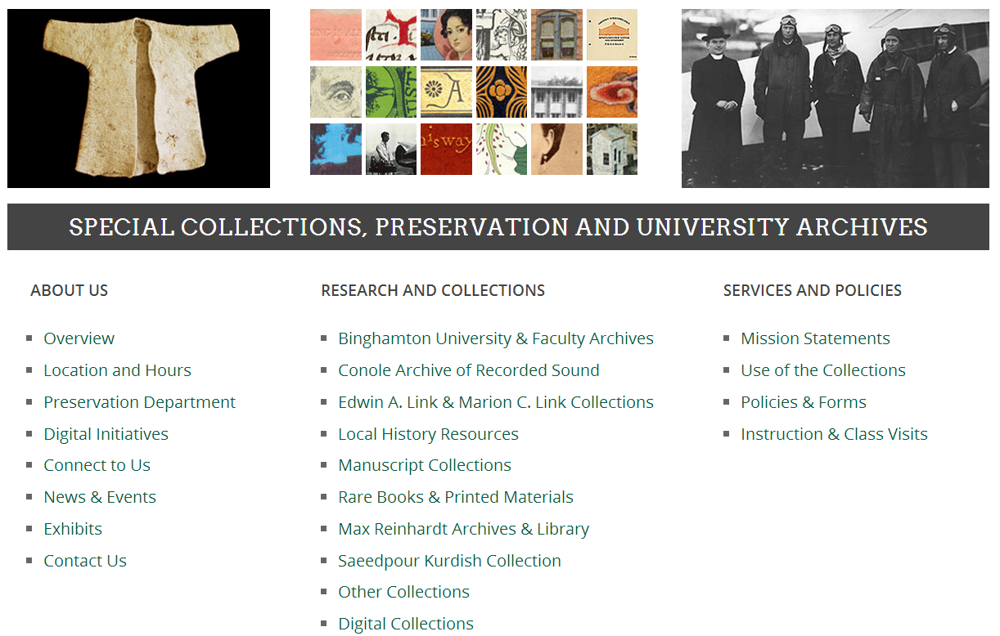 his way
SPECIAL COLLECTIONS, PRESERVATION AND UNIVERSITY ARCHIVES
ABOUT US
Overview
Location and Hours
Preservation Department
Digital Initiatives
Connect to Us
News & Events
Exhibits
Contact Us
RESEARCH AND COLLECTIONS
Binghamton University & Faculty Archives
Conole Archive of Recorded Sound
Edwin A. Link & Marion C. Link Collections
Local History Resources
Manuscript Collections
Rare Books & Printed Materials
Max Reinhardt Archives & Library
Saeedpour Kurdish Collection
Other Collections
Digital Collections
SERVICES AND POLICIES
Mission Statements
Use of the Collections
Policies & Forms
Instruction & Class Visits